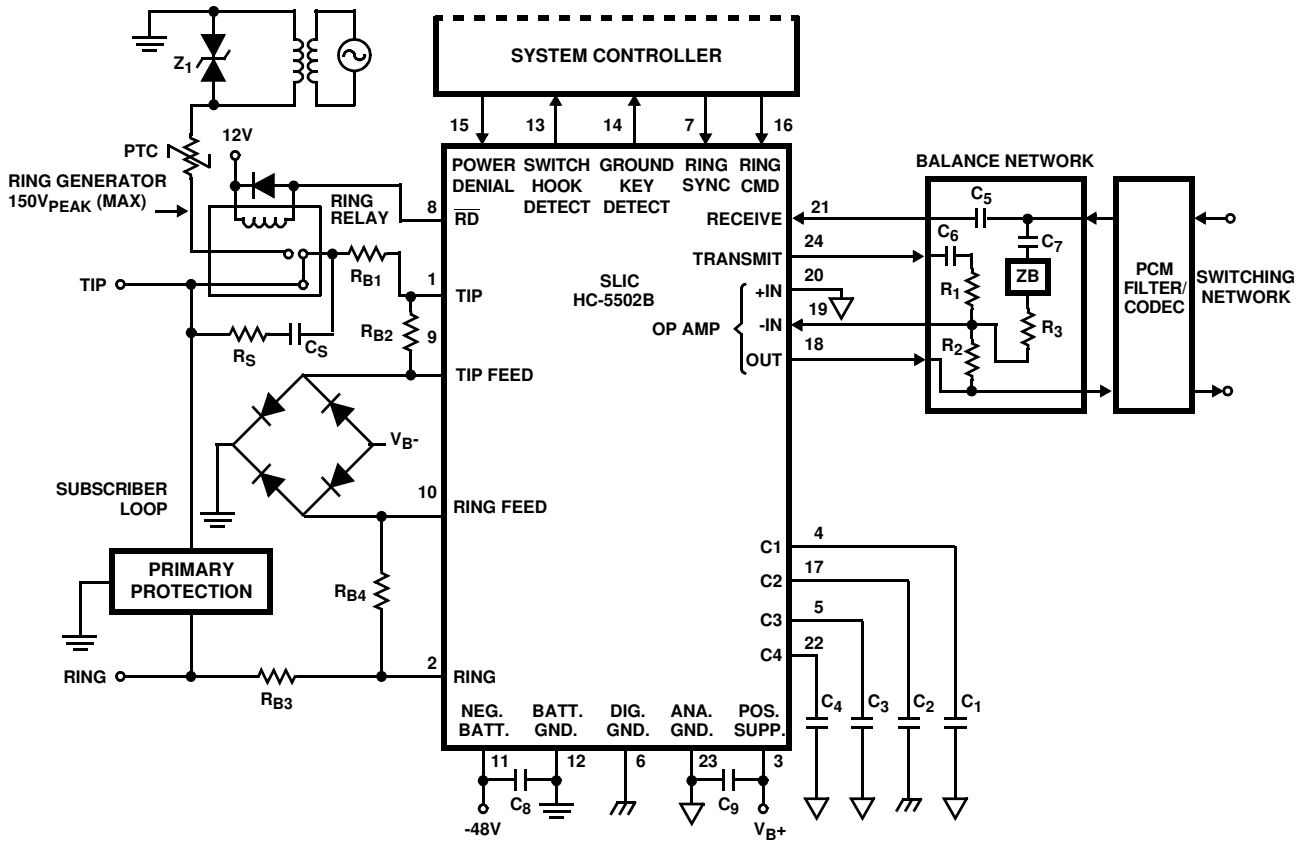 SYSTEM CONTROLLER
Z1
15
13
14
7
16
12V
PTC
POWER
DENIAL
SWITCH
HOOK
DETECT
GROUND
KEY
DETECT
RING
SYNC
RING
CMD
BALANCE NETWORK
RING GENERATOR
150VPEAK (MAX)
RING
RELAY
8
RD
RECEIVE
21
C5
TRANSMIT
24
C6
C7
RB1
SLIC
HC-5502B
20
+IN
R1
ZB
PCM
FILTER/
CODEC
SWITCHING
NETWORK
TIP
1
TIP
OP AMP
19
-IN
R3
RS
CS
RB2
9
18
OUT
R2
TIP FEED
VB-
SUBSCRIBER
LOOP
10
RING FEED
PRIMARY
PROTECTION
RB4
C1
4
C2
17
C3
5
C4
22
RING
RB3
2
RING
C4
C3
C2
C1
NEG.
BATT.
BATT.
GND.
DIG.
GND.
ANA.
GND.
POS.
SUPP.
11
12
6
23
3
C8
C9
-48V
VB+